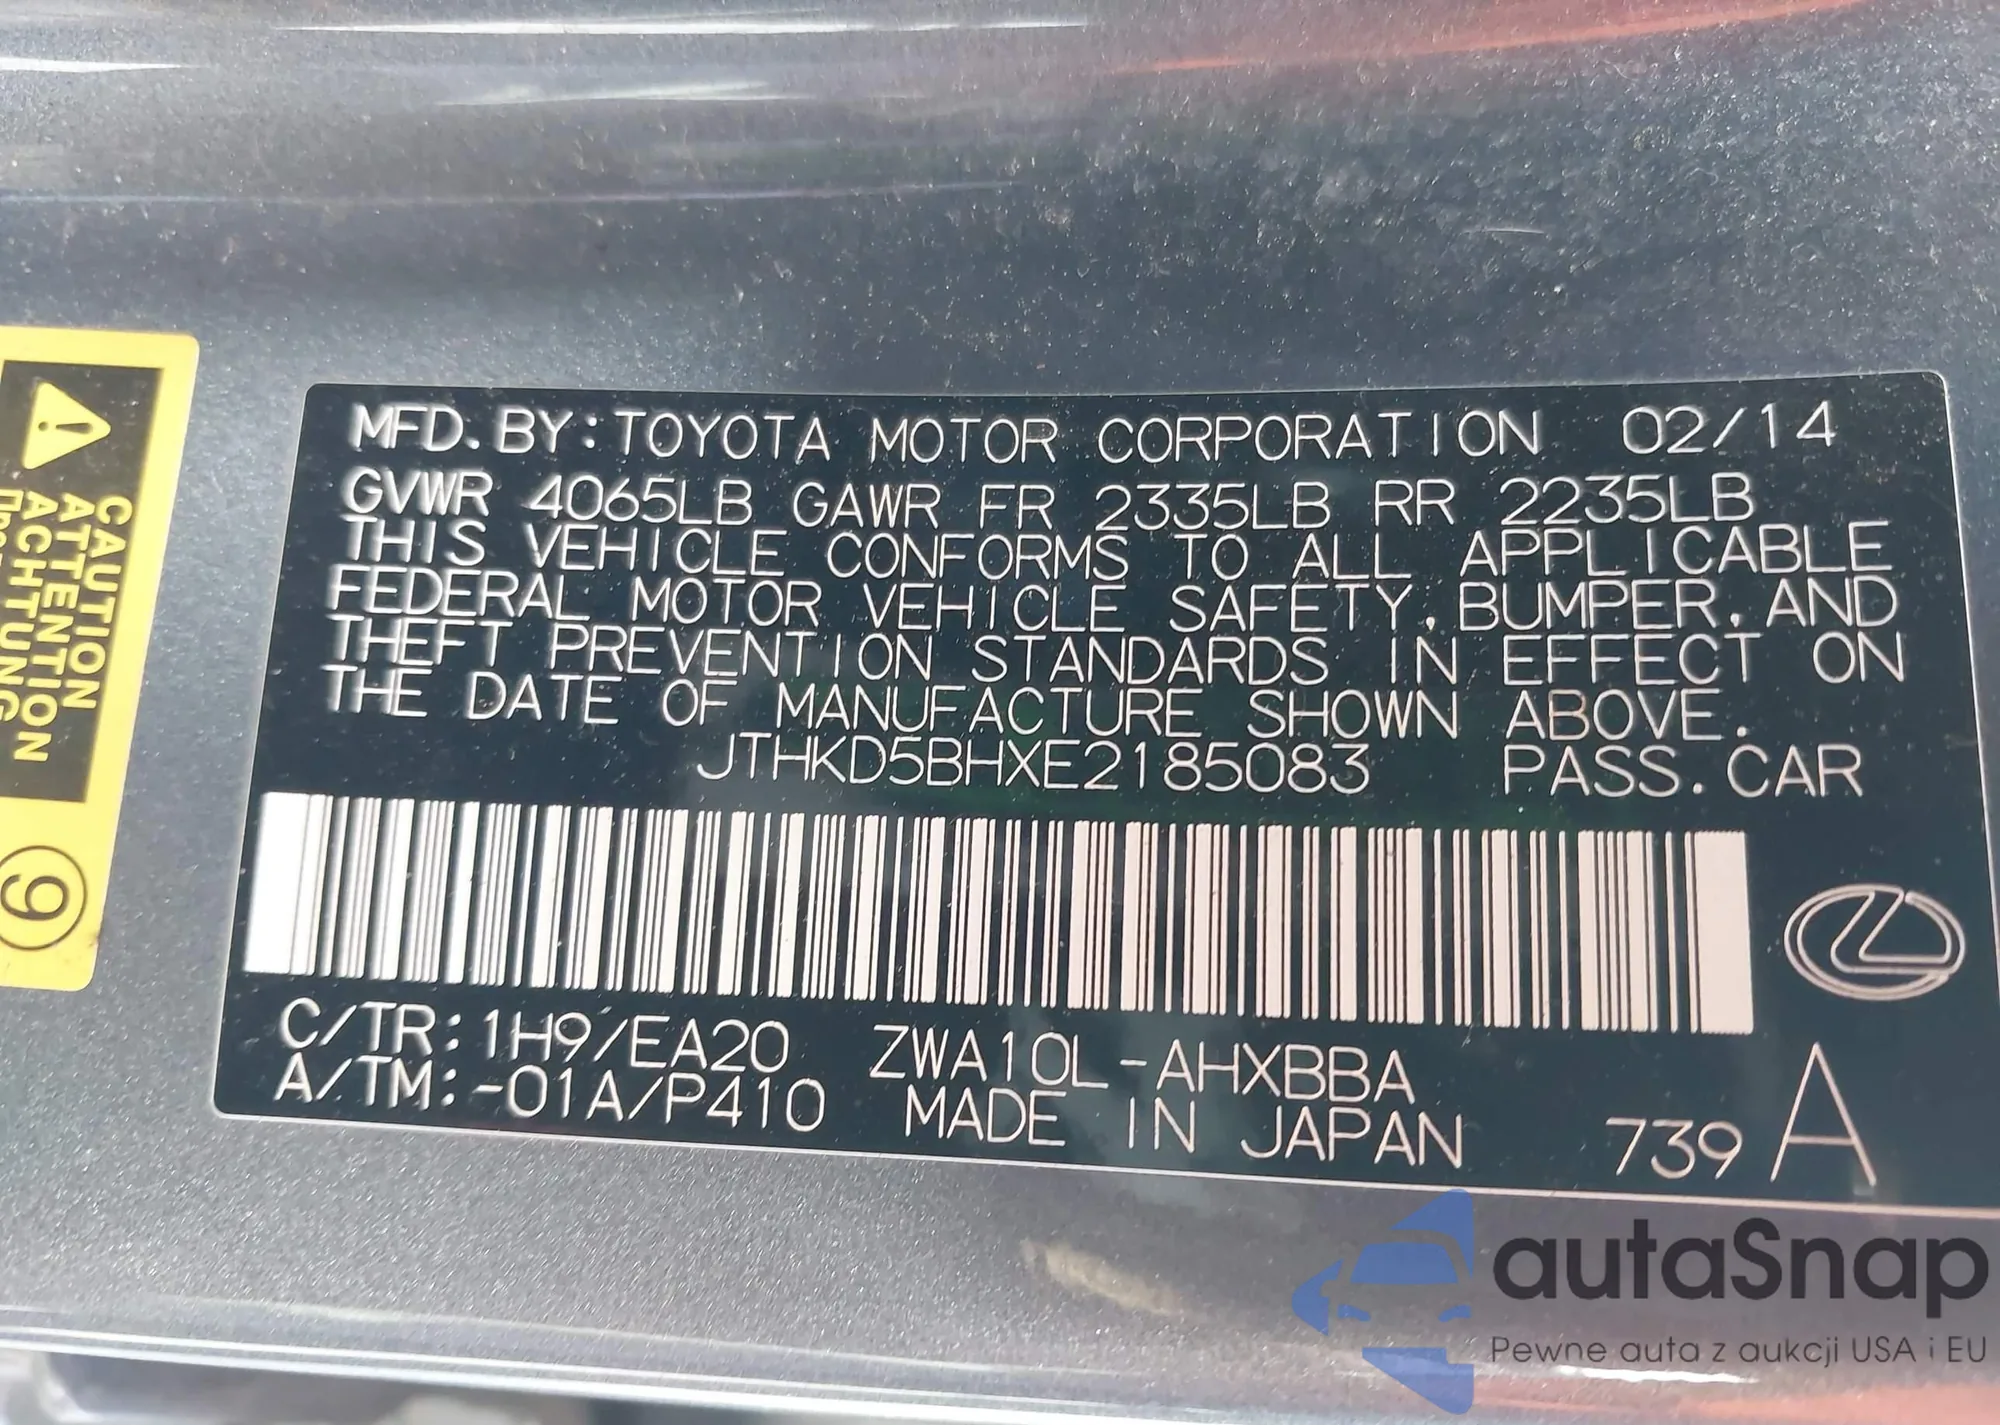 MFD. BY: TOYOTA MOTOR CORPORATION 02/14
GVWR 4065LB GAWR FR 2335LB RR 2235LB
THIS VEHICLE CONFORMS TO ALL APPLICABLE
FEDERAL MOTOR VEHICLE SAFETY, BUMPER, AND
THEFT PREVENTION STANDARDS IN EFFECT ON
THE DATE OF MANUFACTURE SHOWN ABOVE.
JTHKD5BHXE2185083 PASS. CAR
C/TR: 1H9/EA20 ZWA10L-AHXBBA
A/TM: -01A/P410 MADE IN JAPAN 739 A
CAUTION
ATTENTION
ACHTUNG
9
autaSnap
Pewne auta z aukcji USA i EU